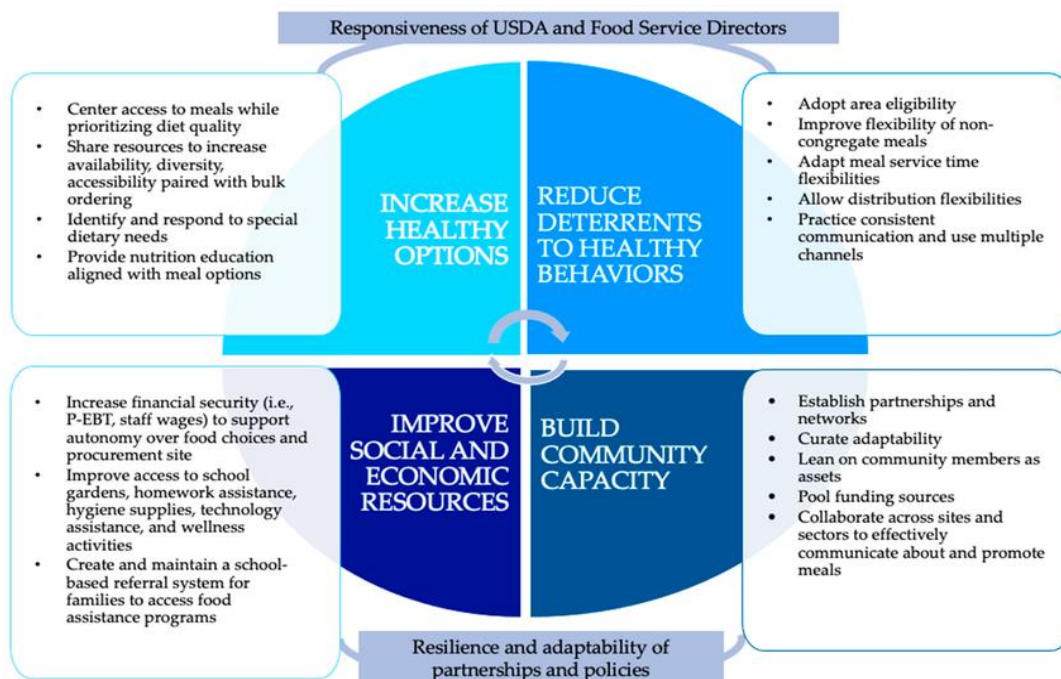 Responsiveness of USDA and Food Service Directors
• Center access to meals while
prioritizing diet quality
• Share resources to increase
availability, diversity,
accessibility paired with bulk
ordering
• Identify and respond to special
dietary needs
• Provide nutrition education
aligned with meal options
INCREASE
HEALTHY
OPTIONS
REDUCE
DETERRENTS
TO HEALTHY
BEHAVIORS
• Adopt area eligibility
• Improve flexibility of non-
congregate meals
• Adapt meal service time
flexibilities
• Allow distribution flexibilities
• Practice consistent
communication and use multiple
channels
• Increase financial security (i.e.,
P-EBT, staff wages) to support
autonomy over food choices and
procurement site
• Improve access to school
gardens, homework assistance,
hygiene supplies, technology
assistance, and wellness
activities
• Create and maintain a school-
based referral system for
families to access food
assistance programs
IMPROVE
SOCIAL AND
ECONOMIC
RESOURCES
BUILD
COMMUNITY
CAPACITY
• Establish partnerships and
networks
• Curate adaptability
• Lean on community members as
assets
• Pool funding sources
• Collaborate across sites and
sectors to effectively
communicate about and promote
meals
Resilience and adaptability of
partnerships and policies